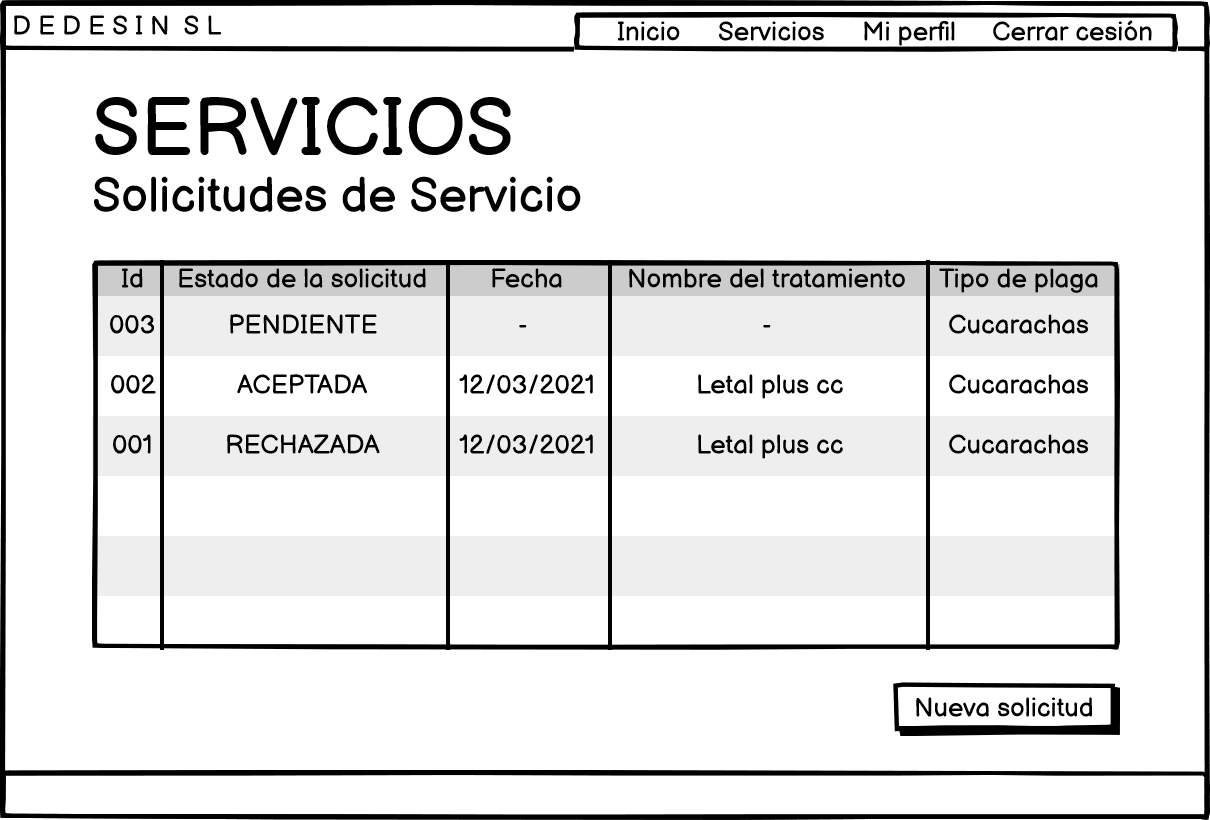 DEDESIN SL
Inicio Servicios Mi perfil Cerrar cesión
SERVICIOS
Solicitudes de Servicio
Id Estado de la solicitud Fecha Nombre del tratamiento Tipo de plaga
003 PENDIENTE - - Cucarachas
002 ACEPTADA 12/03/2021 Letal plus cc Cucarachas
001 RECHAZADA 12/03/2021 Letal plus cc Cucarachas
Nueva solicitud